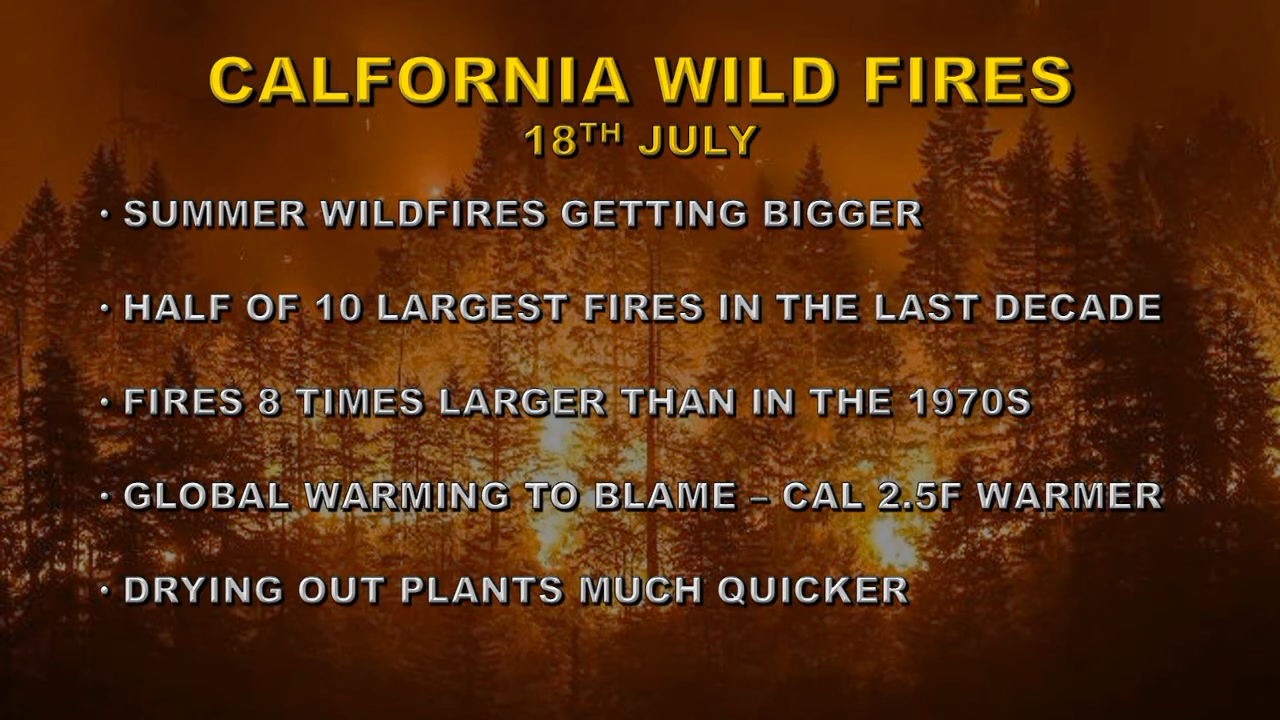 CALFORNIA WILD FIRES
18TH JULY
• SUMMER WILDFIRES GETTING BIGGER
• HALF OF 10 LARGEST FIRES IN THE LAST DECADE
• FIRES 8 TIMES LARGER THAN IN THE 1970S
• GLOBAL WARMING TO BLAME – CAL 2.5F WARMER
• DRYING OUT PLANTS MUCH QUICKER